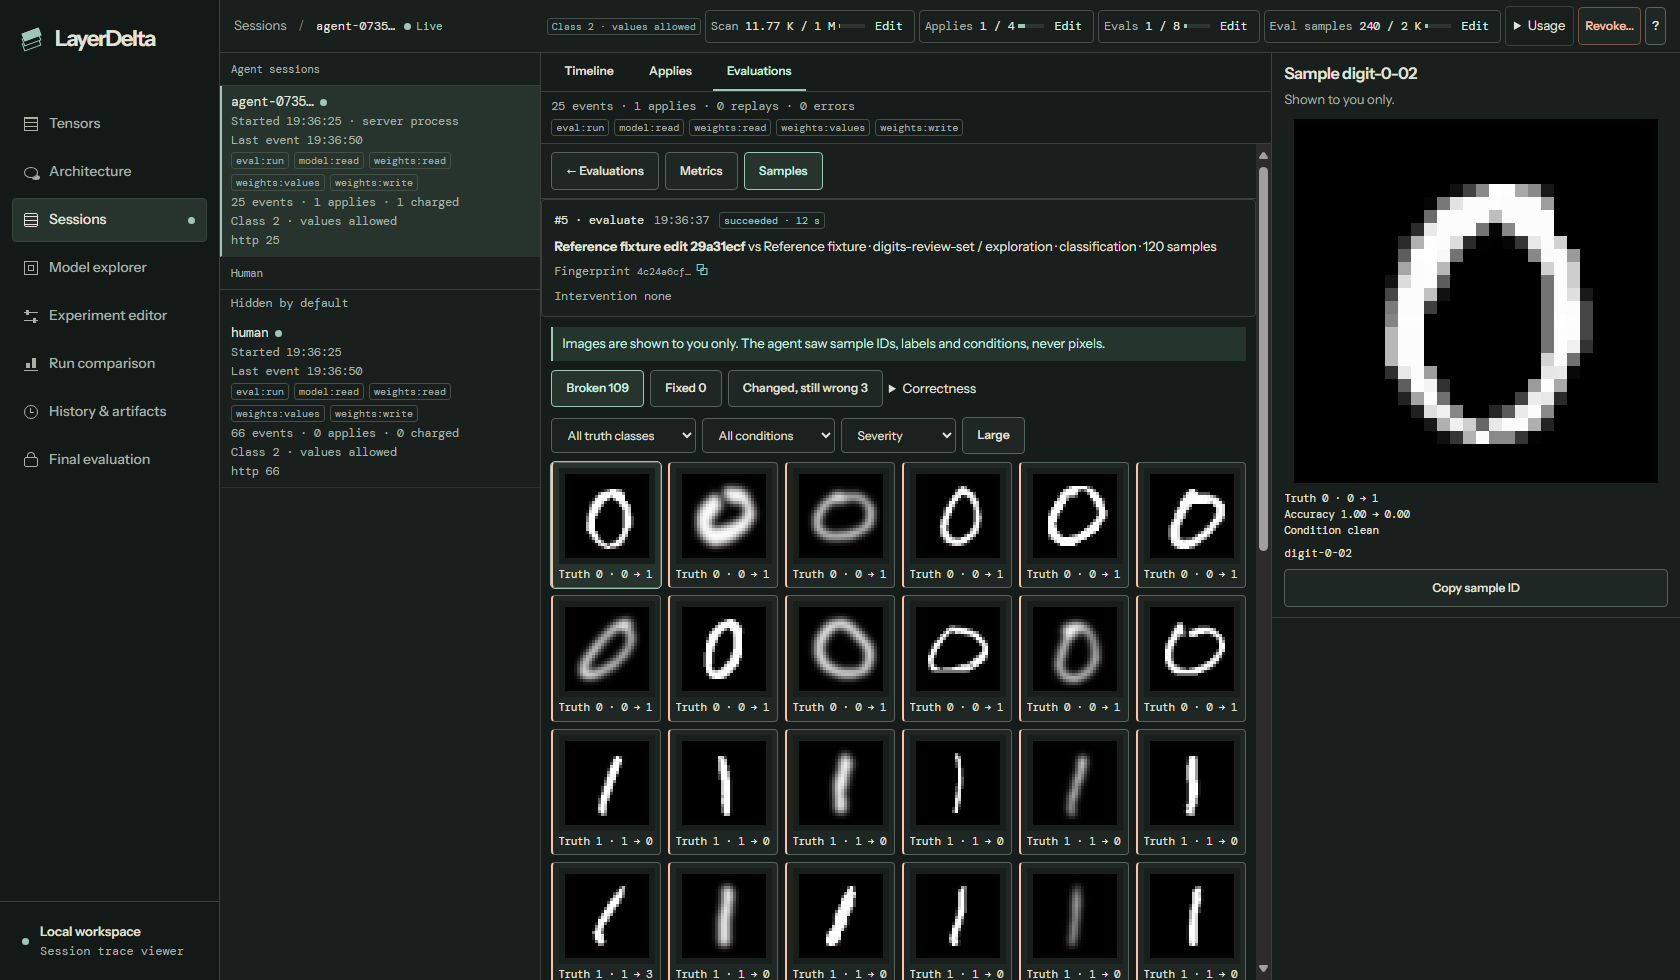 LayerDelta
Tensors
Architecture
Sessions
Model explorer
Experiment editor
Run comparison
History & artifacts
Final evaluation
Local workspace
Session trace viewer
Sessions / agent-0735… Live
Class 2 · values allowed
Scan 11.77 K / 1 M Edit
Applies 1 / 4 Edit
Evals 1 / 8 Edit
Eval samples 240 / 2 K Edit
Usage
Revoke…
?
Agent sessions
agent-0735…
Started 19:36:25 · server process
Last event 19:36:50
eval:run model:read weights:read
weights:values weights:write
25 events · 1 applies · 1 charged
Class 2 · values allowed
http 25
Human
Hidden by default
human
Started 19:36:25
Last event 19:36:50
eval:run model:read weights:read
weights:values weights:write
66 events · 0 applies · 0 charged
Class 2 · values allowed
http 66
Timeline Applies Evaluations
25 events · 1 applies · 0 replays · 0 errors
eval:run model:read weights:read weights:values weights:write
← Evaluations Metrics Samples
#5 · evaluate 19:36:37 succeeded · 12 s
Reference fixture edit 29a31ecf vs Reference fixture · digits-review-set / exploration · classification · 120 samples
Fingerprint 4c24a6cf…
Intervention none
Images are shown to you only. The agent saw sample IDs, labels and conditions, never pixels.
Broken 109 Fixed 0 Changed, still wrong 3 Correctness
All truth classes All conditions Severity Large
Truth 0 · 0 → 1 Truth 0 · 0 → 1 Truth 0 · 0 → 1 Truth 0 · 0 → 1 Truth 0 · 0 → 1 Truth 0 · 0 → 1
Truth 0 · 0 → 1 Truth 0 · 0 → 1 Truth 0 · 0 → 1 Truth 0 · 0 → 1 Truth 0 · 0 → 1 Truth 0 · 0 → 1
Truth 1 · 1 → 0 Truth 1 · 1 → 0 Truth 1 · 1 → 0 Truth 1 · 1 → 0 Truth 1 · 1 → 0 Truth 1 · 1 → 0
Truth 1 · 1 → 3 Truth 1 · 1 → 0 Truth 1 · 1 → 0 Truth 1 · 1 → 0 Truth 1 · 1 → 0 Truth 1 · 1 → 0
Sample digit-0-02
Shown to you only.
Truth 0 · 0 → 1
Accuracy 1.00 → 0.00
Condition clean
digit-0-02
Copy sample ID